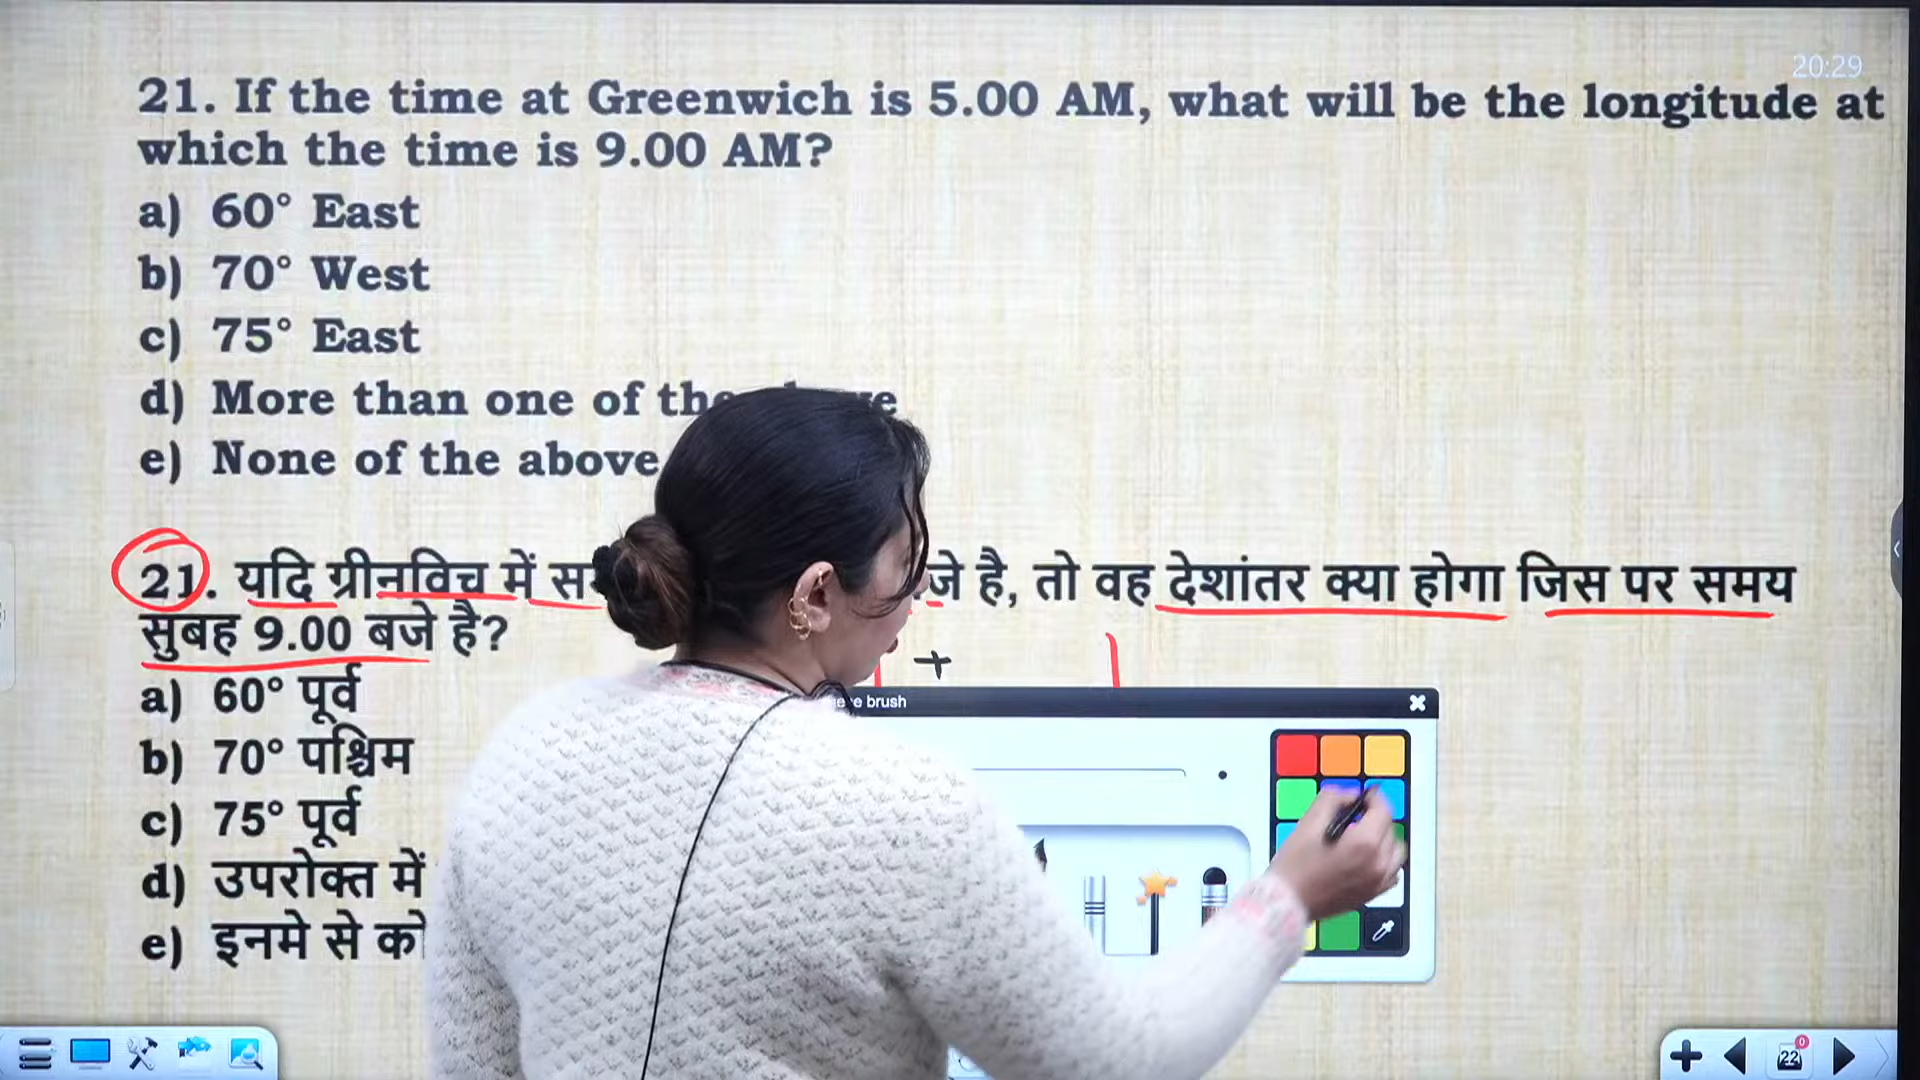 20:29
21. If the time at Greenwich is 5.00 AM, what will be the longitude at
which the time is 9.00 AM?
a) 60° East
b) 70° West
c) 75° East
d) More than one of the
e) None of the above
21. यदि ग्रीनविच में है, तो वह देशांतर क्या होगा जिस पर समय
सुबह 9.00 बजे है?
+
a) 60° पूर्व
brush
b) 70° पश्चिम
c) 75° पूर्व
d) उपरोक्त में
e) इनमे से
22
0